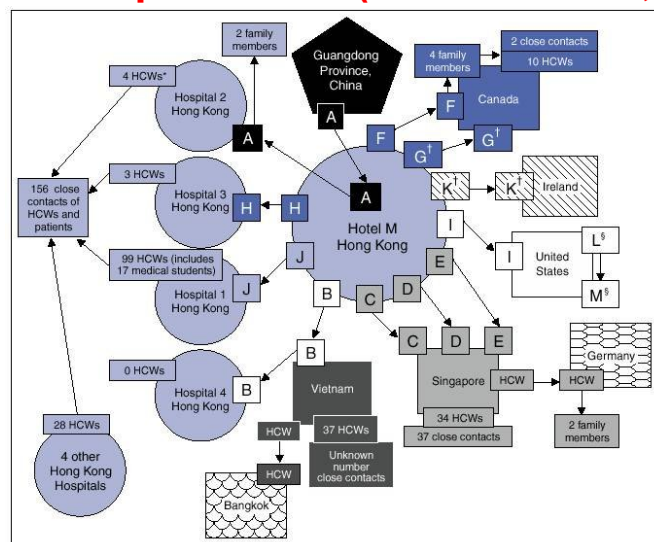 2 family
members
Guangdong
Province,
China
A
4 HCWs*
Hospital 2
Hong Kong
A
4 family
members
2 close contacts
10 HCWs
F
Canada
F
G†
G†
3 HCWs
Hospital 3
Hong Kong
H
H
A
Hotel M
Hong Kong
K†
K†
Ireland
156 close
contacts of
HCWs and
patients
I
I
United
States
L§
M§
99 HCWs (includes
17 medical students)
Hospital 1
Hong Kong
J
J
B
C
D
E
0 HCWs
Hospital 4
Hong Kong
B
B
Vietnam
C
D
E
Singapore
HCW
HCW
Germany
34 HCWs
37 close contacts
2 family
members
28 HCWs
4 other
Hong Kong
Hospitals
HCW
37 HCWs
Unknown
number
close contacts
HCW
Bangkok